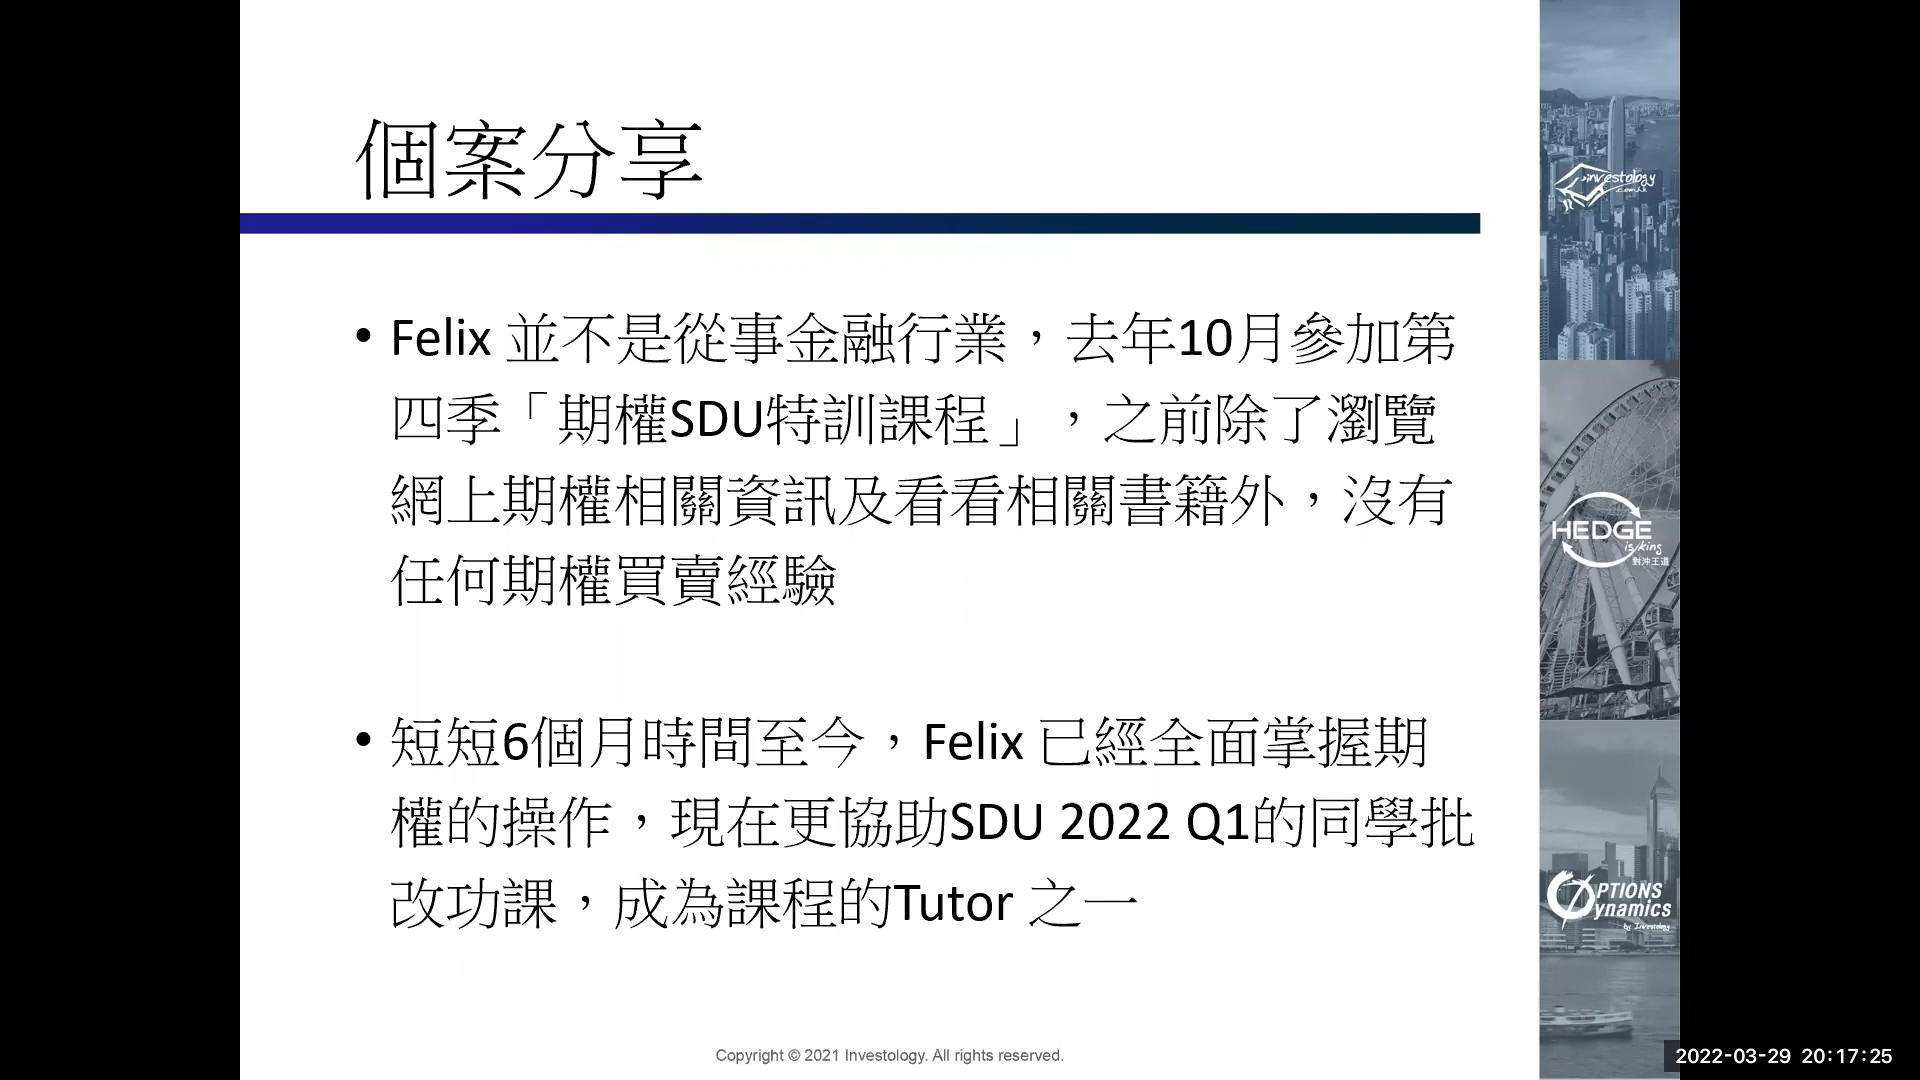 個案分享
• Felix 並不是從事金融行業，去年10月參加第
四季「期權SDU特訓課程」，之前除了瀏覽
網上期權相關資訊及看看相關書籍外，沒有
任何期權買賣經驗
• 短短6個月時間至今，Felix 已經全面掌握期
權的操作，現在更協助SDU 2022 Q1的同學批
改功課，成為課程的Tutor 之一
investology
.com.hk
HEDGE
is king
對沖王道
OPTIONS
Dynamics
by Investology
Copyright © 2021 Investology. All rights reserved.
2022-03-29 20:17:25